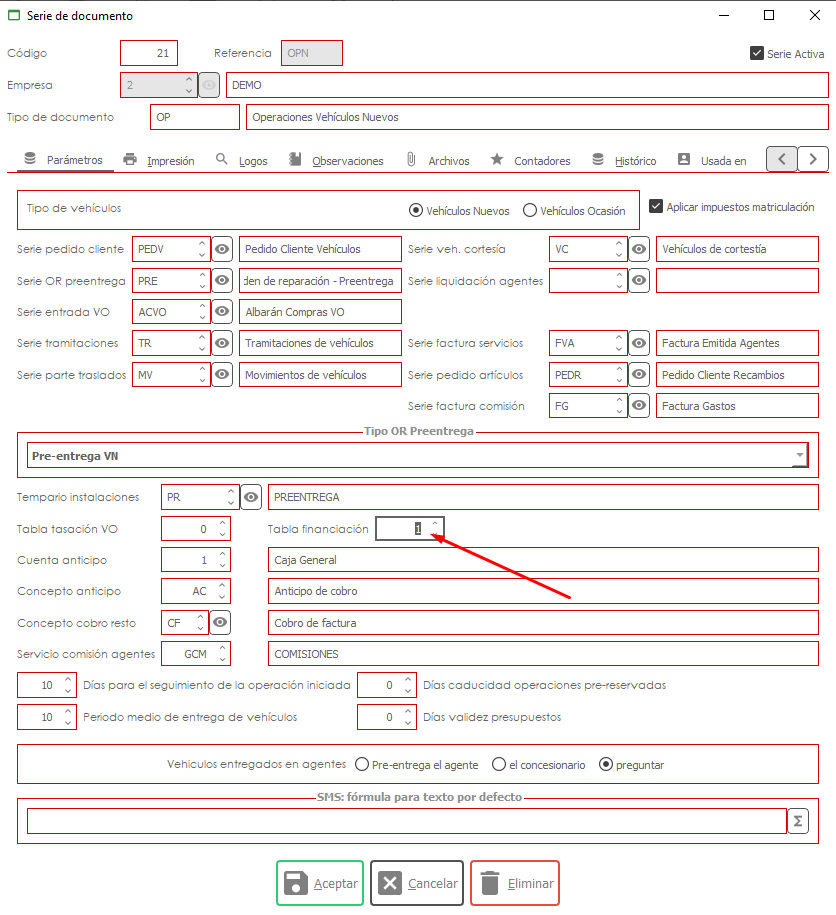 Serie de documento
Código 21 Referencia OPN Serie Activa
Empresa 2 DEMO
Tipo de documento OP Operaciones Vehículos Nuevos
Parámetros Impresión Logos Observaciones Archivos Contadores Histórico Usada en
Tipo de vehículos Vehículos Nuevos Vehículos Ocasión Aplicar impuestos matriculación
Serie pedido cliente PEDV Pedido Cliente Vehículos Serie veh. cortesía VC Vehículos de cortestía
Serie OR preentrega PRE den de reparación - Preentrega Serie liquidación agentes
Serie entrada VO ACVO Albarán Compras VO
Serie tramitaciones TR Tramitaciones de vehículos Serie factura servicios FVA Factura Emitida Agentes
Serie parte traslados MV Movimientos de vehículos Serie pedido artículos PEDR Pedido Cliente Recambios
Serie factura comisión FG Factura Gastos
Tipo OR Preentrega
Pre-entrega VN
Tempario instalaciones PR PREENTREGA
Tabla tasación VO 0 Tabla financiación 1
Cuenta anticipo 1 Caja General
Concepto anticipo AC Anticipo de cobro
Concepto cobro resto CF Cobro de factura
Servicio comisión agentes GCM COMISIONES
10 Días para el seguimiento de la operación iniciada 0 Días caducidad operaciones pre-reservadas
10 Periodo medio de entrega de vehículos 0 Días validez presupuestos
Vehiculos entregados en agentes Pre-entrega el agente el concesionario preguntar
SMS: fórmula para texto por defecto
Σ
Aceptar Cancelar Eliminar